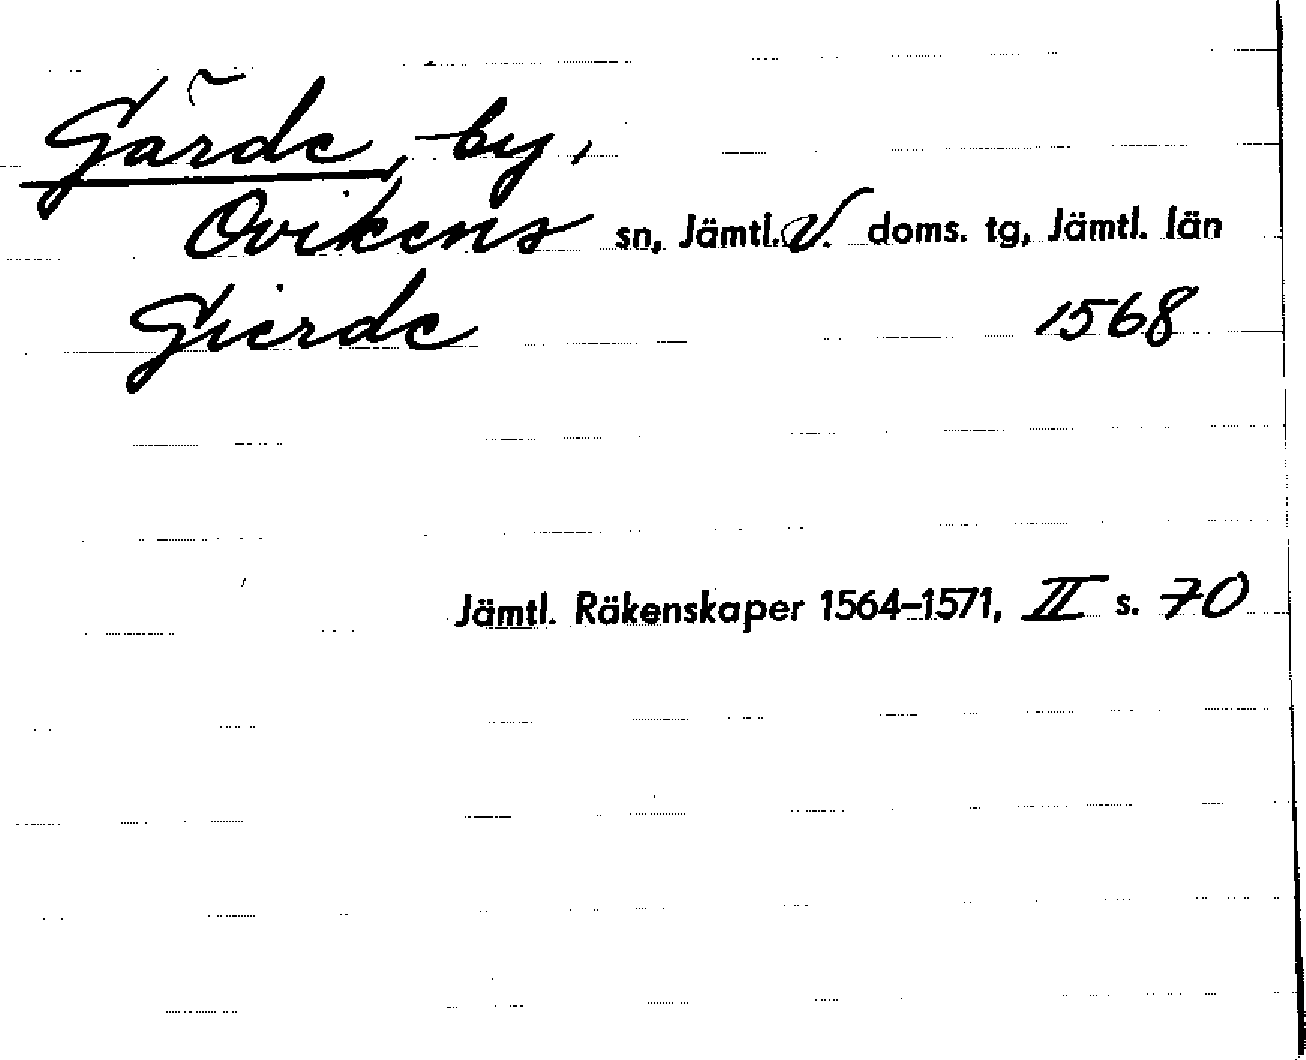 Gärde, by,
Ovikens sn, Jämtl. V. doms. tg, Jämtl. län
Gierde 1568
Jämtl. Räkenskaper 1564-1571, II s. 70